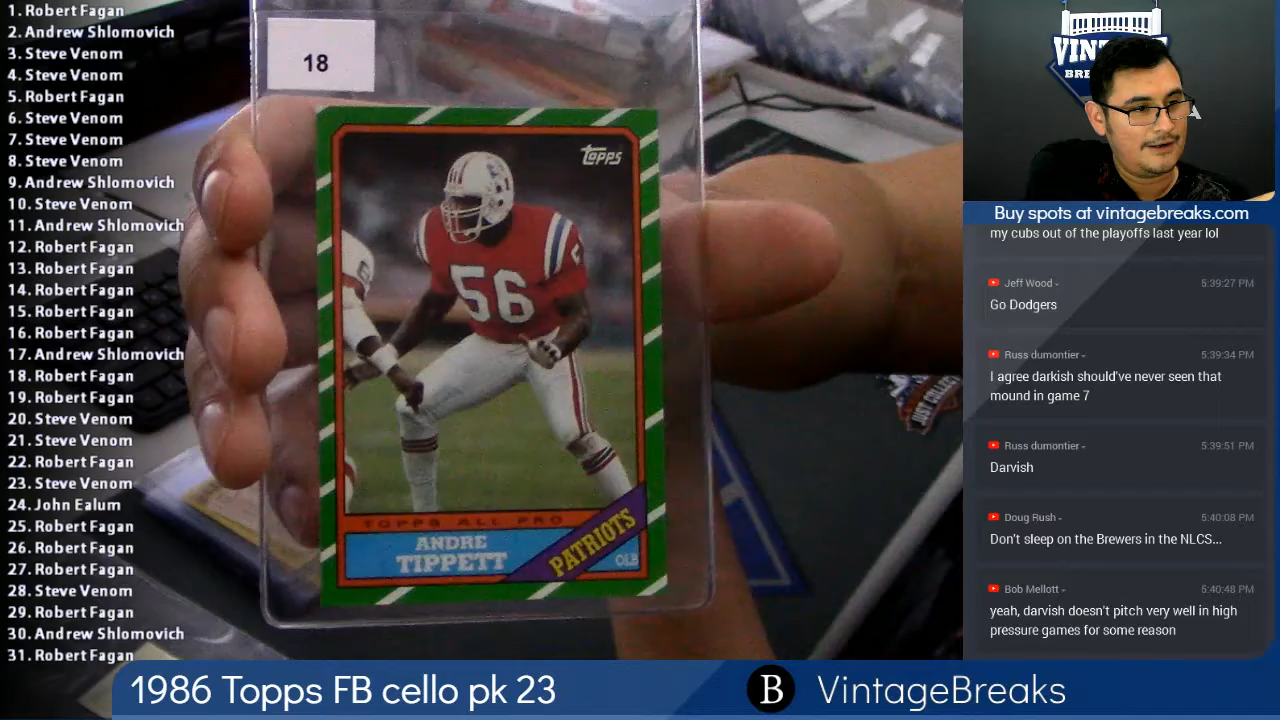 1. Robert Fagan
2. Andrew Shlomovich
3. Steve Venom
4. Steve Venom
5. Robert Fagan
6. Steve Venom
7. Steve Venom
8. Steve Venom
9. Andrew Shlomovich
10. Steve Venom
11. Andrew Shlomovich
12. Robert Fagan
13. Robert Fagan
14. Robert Fagan
15. Robert Fagan
16. Robert Fagan
17. Andrew Shlomovich
18. Robert Fagan
19. Robert Fagan
20. Steve Venom
21. Steve Venom
22. Robert Fagan
23. Steve Venom
24. John Ealum
25. Robert Fagan
26. Robert Fagan
27. Robert Fagan
28. Steve Venom
29. Robert Fagan
30. Andrew Shlomovich
31. Robert Fagan
18
topps
56
TOPPS ALL PRO
ANDRE
TIPPETT
PATRIOTS
OLB
JUST
Buy spots at vintagebreaks.com
my cubs out of the playoffs last year lol
Jeff Wood
5:39:27 PM
Go Dodgers
Russ dumontier
5:39:34 PM
I agree darkish should've never seen that
mound in game 7
Russ dumontier
5:39:51 PM
Darvish
Doug Rush
5:40:08 PM
Don't sleep on the Brewers in the NLCS...
Bob Mellott
5:40:48 PM
yeah, darvish doesn't pitch very well in high
pressure games for some reason
1986 Topps FB cello pk 23
B VintageBreaks